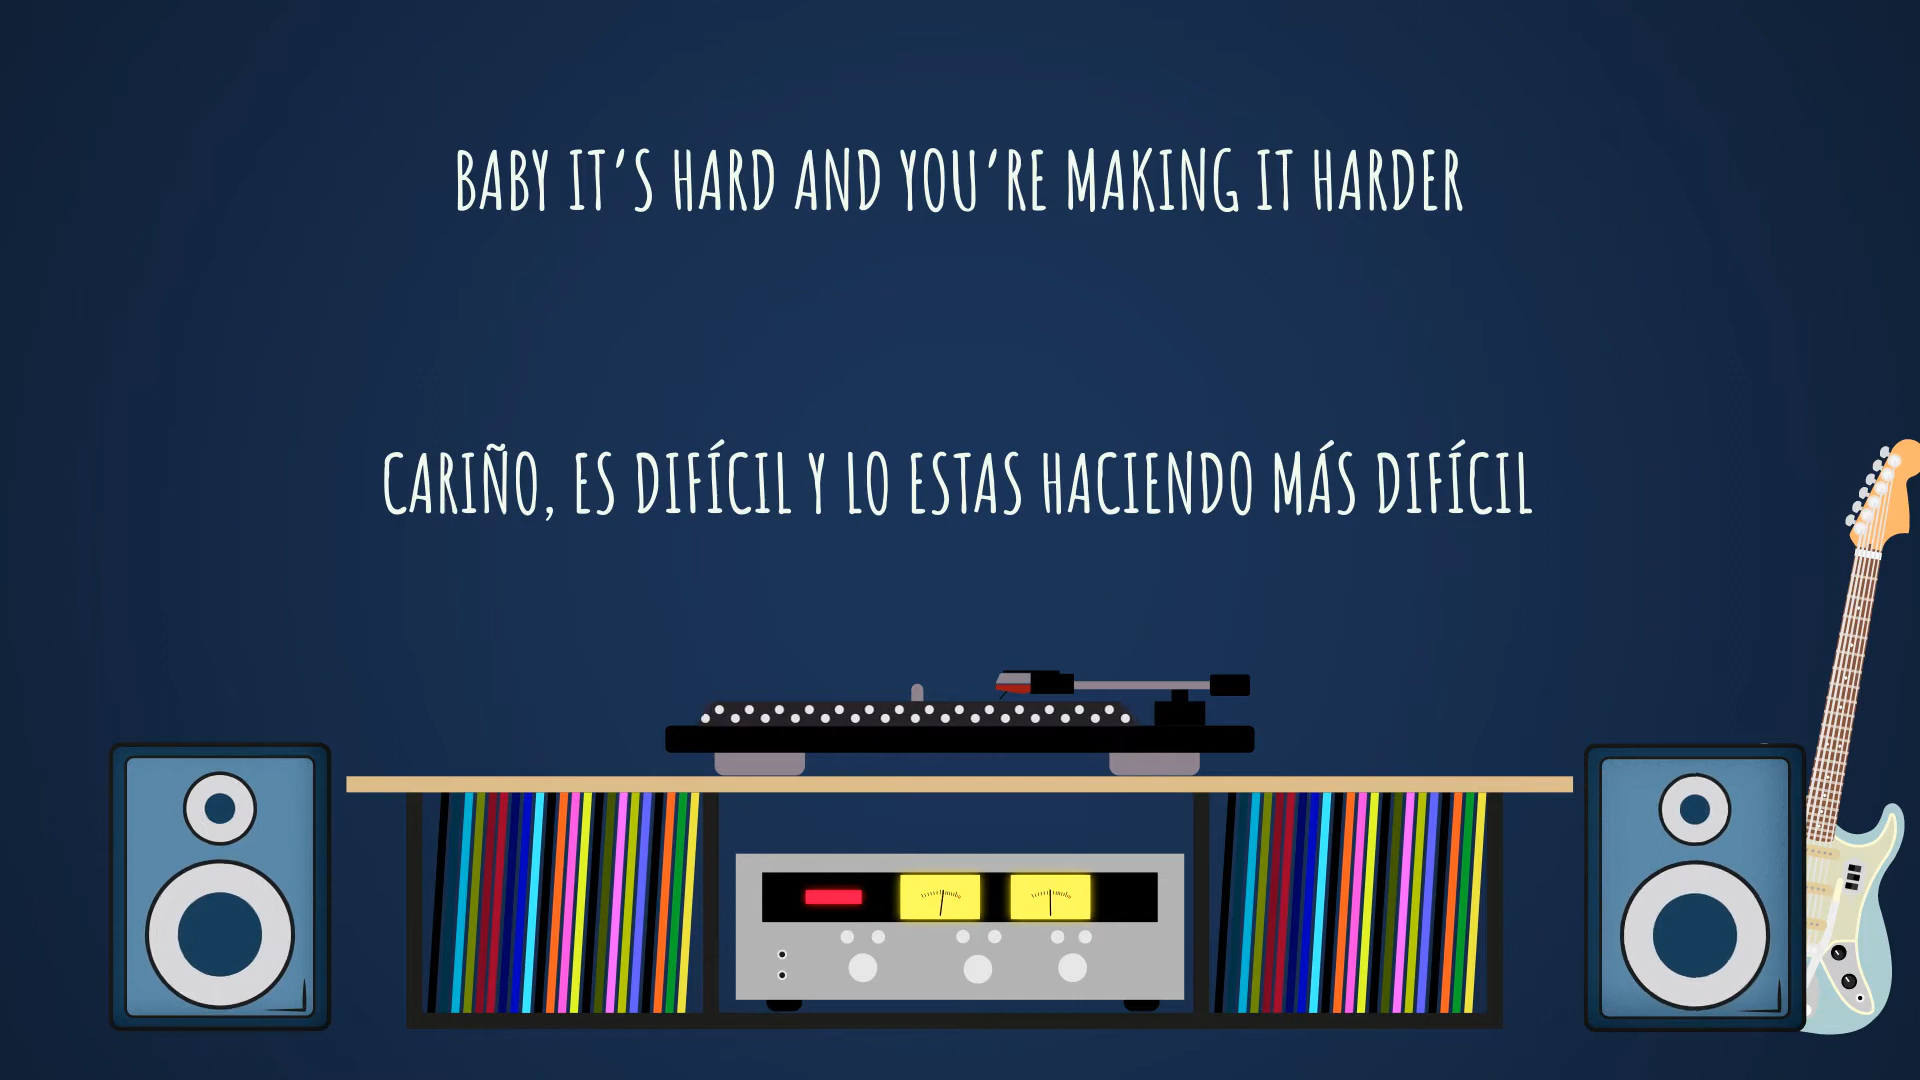 BABY IT'S HARD AND YOU'RE MAKING IT HARDER
CARIÑO, ES DIFÍCIL Y LO ESTAS HACIENDO MÁS DIFÍCIL